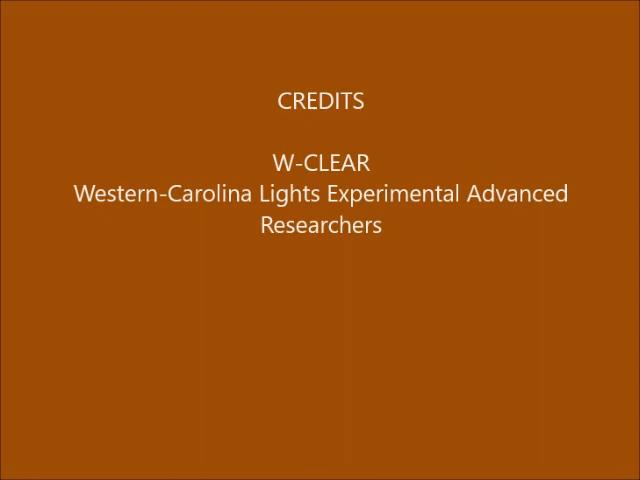 CREDITS
W-CLEAR
Western-Carolina Lights Experimental Advanced
Researchers